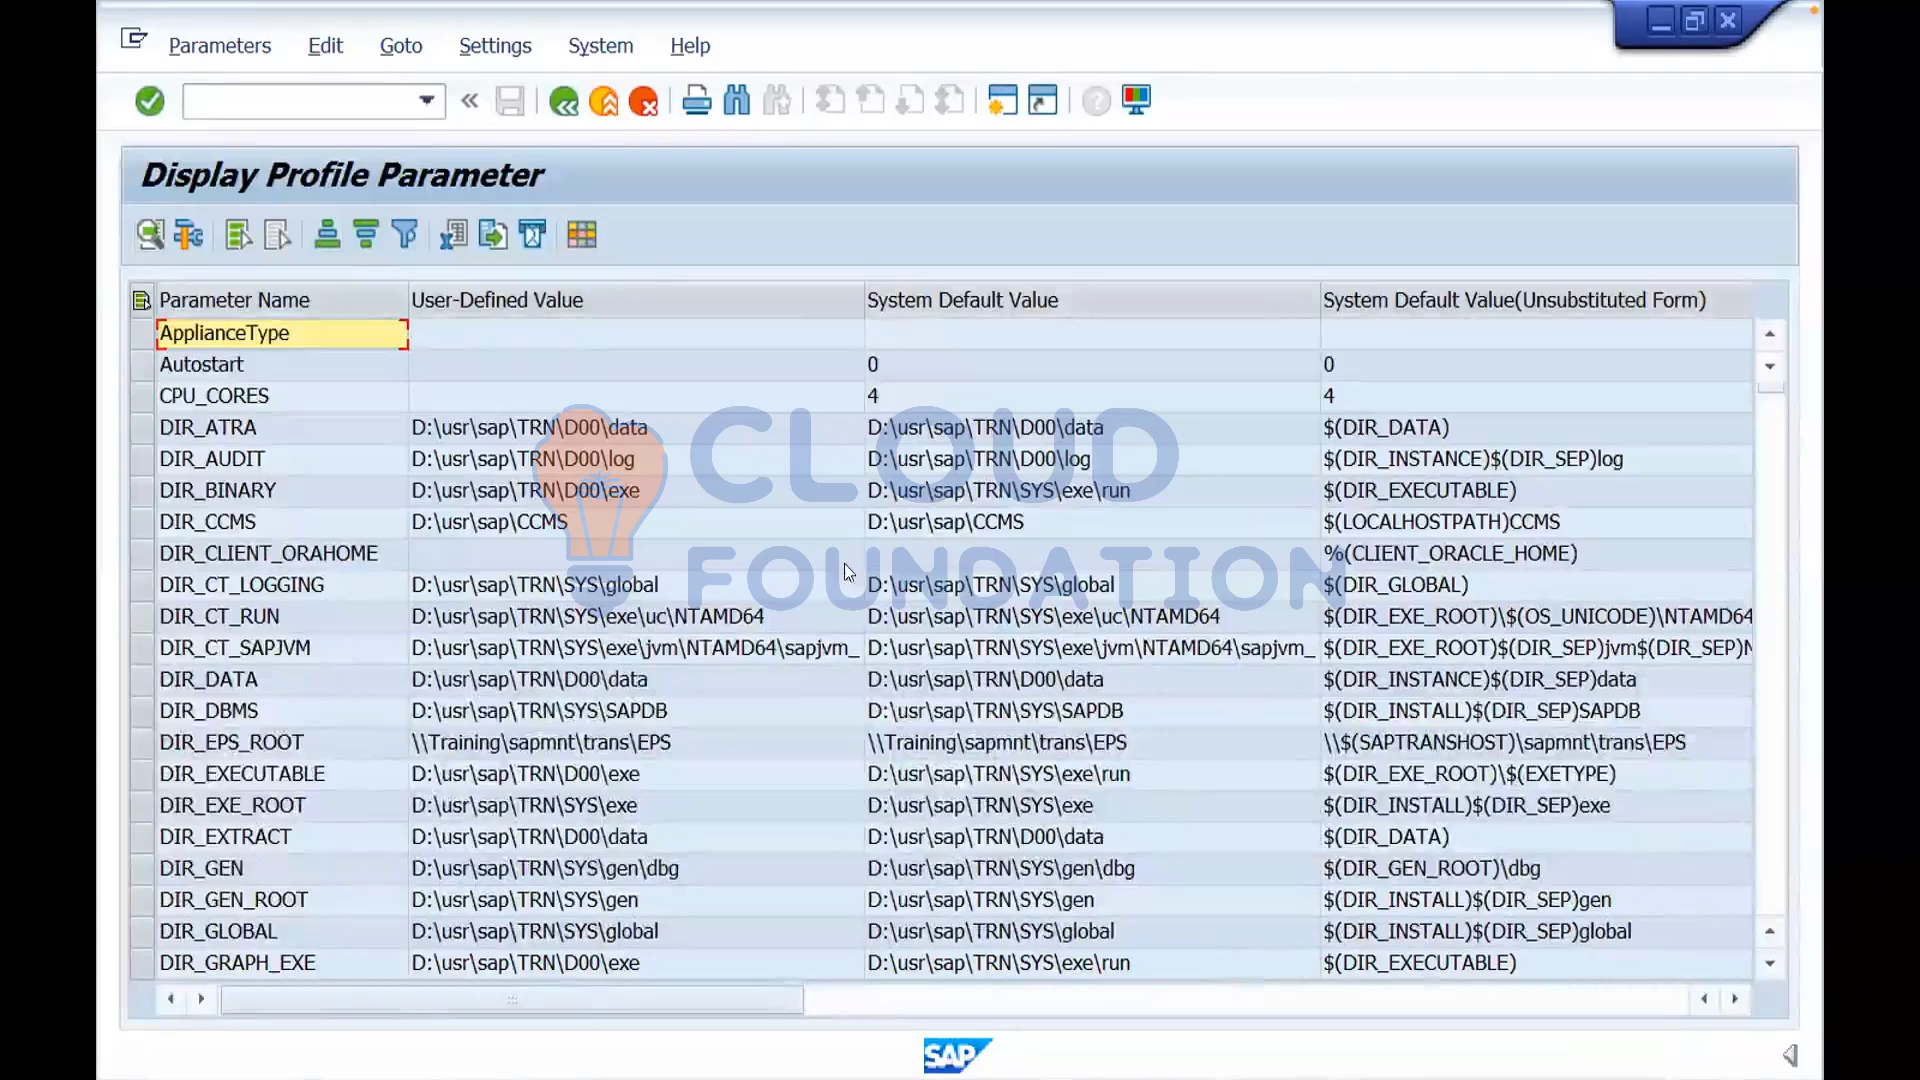 Parameters Edit Goto Settings System Help
Display Profile Parameter
Parameter Name User-Defined Value System Default Value System Default Value(Unsubstituted Form)
ApplianceType
Autostart 0 0
CPU_CORES 4 4
DIR_ATRA D:\usr\sap\TRN\D00\data D:\usr\sap\TRN\D00\data $(DIR_DATA)
DIR_AUDIT D:\usr\sap\TRN\D00\log D:\usr\sap\TRN\D00\log $(DIR_INSTANCE)$(DIR_SEP)log
DIR_BINARY D:\usr\sap\TRN\D00\exe D:\usr\sap\TRN\SYS\exe\run $(DIR_EXECUTABLE)
DIR_CCMS D:\usr\sap\CCMS D:\usr\sap\CCMS $(LOCALHOSTPATH)CCMS
DIR_CLIENT_ORAHOME %(CLIENT_ORACLE_HOME)
DIR_CT_LOGGING D:\usr\sap\TRN\SYS\global D:\usr\sap\TRN\SYS\global $(DIR_GLOBAL)
DIR_CT_RUN D:\usr\sap\TRN\SYS\exe\uc\NTAMD64 D:\usr\sap\TRN\SYS\exe\uc\NTAMD64 $(DIR_EXE_ROOT)\$(OS_UNICODE)\NTAMD64
DIR_CT_SAPJVM D:\usr\sap\TRN\SYS\exe\jvm\NTAMD64\sapjvm_ D:\usr\sap\TRN\SYS\exe\jvm\NTAMD64\sapjvm_ $(DIR_EXE_ROOT)$(DIR_SEP)jvm$(DIR_SEP)N
DIR_DATA D:\usr\sap\TRN\D00\data D:\usr\sap\TRN\D00\data $(DIR_INSTANCE)$(DIR_SEP)data
DIR_DBMS D:\usr\sap\TRN\SYS\SAPDB D:\usr\sap\TRN\SYS\SAPDB $(DIR_INSTALL)$(DIR_SEP)SAPDB
DIR_EPS_ROOT \\Training\sapmnt\trans\EPS \\Training\sapmnt\trans\EPS \\$(SAPTRANSHOST)\sapmnt\trans\EPS
DIR_EXECUTABLE D:\usr\sap\TRN\D00\exe D:\usr\sap\TRN\SYS\exe\run $(DIR_EXE_ROOT)\$(EXETYPE)
DIR_EXE_ROOT D:\usr\sap\TRN\SYS\exe D:\usr\sap\TRN\SYS\exe $(DIR_INSTALL)$(DIR_SEP)exe
DIR_EXTRACT D:\usr\sap\TRN\D00\data D:\usr\sap\TRN\D00\data $(DIR_DATA)
DIR_GEN D:\usr\sap\TRN\SYS\gen\dbg D:\usr\sap\TRN\SYS\gen\dbg $(DIR_GEN_ROOT)\dbg
DIR_GEN_ROOT D:\usr\sap\TRN\SYS\gen D:\usr\sap\TRN\SYS\gen $(DIR_INSTALL)$(DIR_SEP)gen
DIR_GLOBAL D:\usr\sap\TRN\SYS\global D:\usr\sap\TRN\SYS\global $(DIR_INSTALL)$(DIR_SEP)global
DIR_GRAPH_EXE D:\usr\sap\TRN\D00\exe D:\usr\sap\TRN\SYS\exe\run $(DIR_EXECUTABLE)
CLOUD
FOUNDATION
SAP